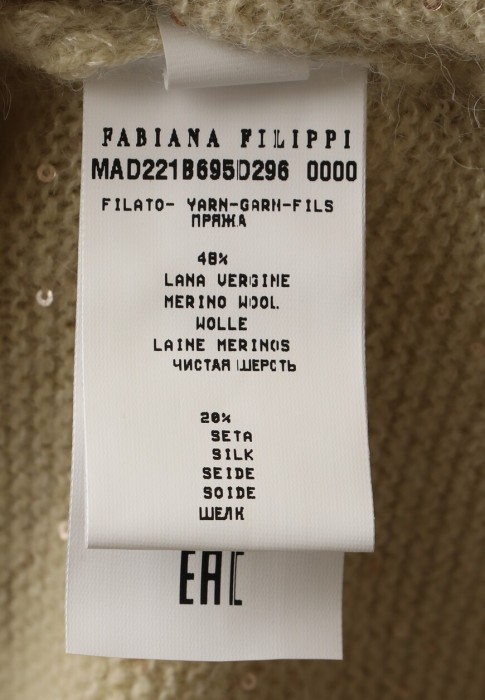 FABIANA FILIPPI
MAD221B695D296 0000
FILATO- YARN-GARN-FILS
ПРЯЖА
48%
LANA VERGINE
MERINO WOOL
WOLLE
LAINE MERINOS
ЧИСТАЯ ШЕРСТЬ
20%
SETA
SILK
SEIDE
SOIDE
ШЕЛК
EAC